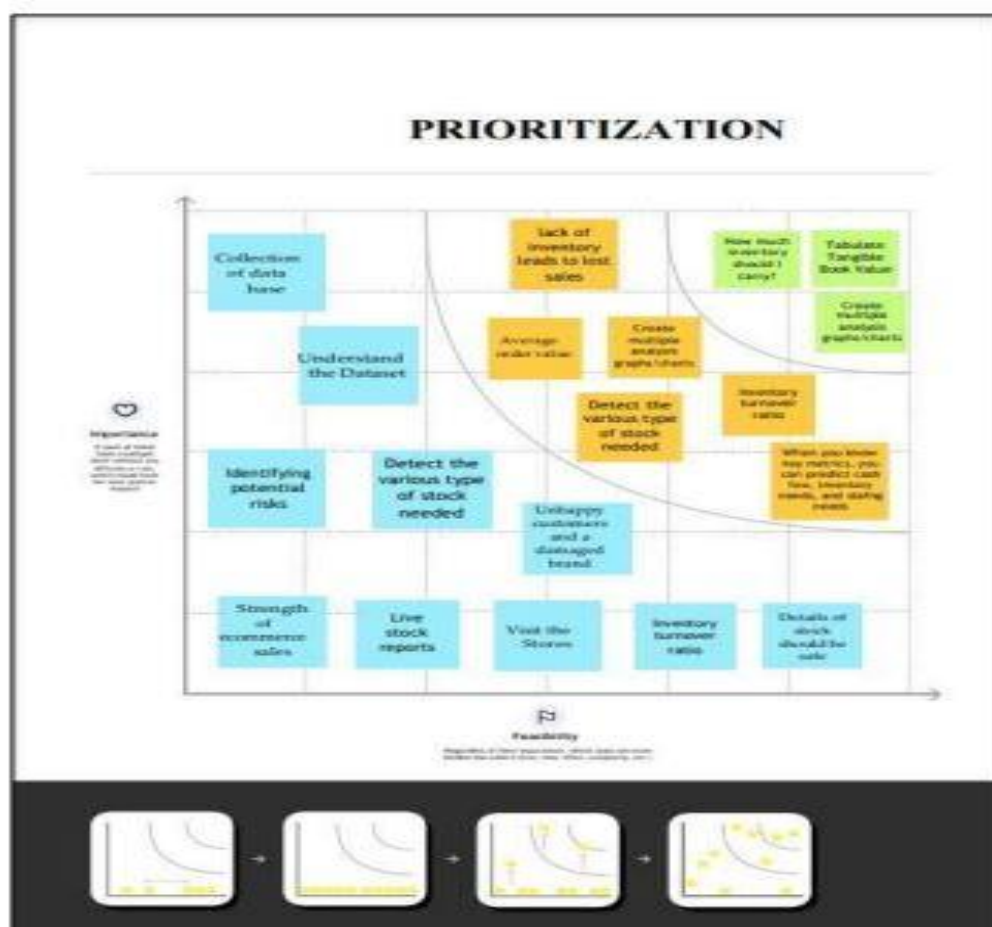 PRIORITIZATION
Collection
of data
base
lack of
inventory
leads to lost
sales
How much
inventory
should I
carry?
Tabulate
Tangible
Book Value
Create
multiple
analysis
graphs/charts
Understand
the Dataset
Average
order value
Create
multiple
analysis
graphs/charts
Detect the
various type
of stock
needed
Inventory
turnover
ratio
Importance
Identifying
potential
risks
Detect the
various type
of stock
needed
When you know
key metrics, you
can predict cash
flow, inventory
needs, and
needs
Unhappy
customers
and a
damaged
brand
Strength
of
ecommerce
sales
Live
stock
reports
Visit the
Stores
Inventory
turnover
ratio
Details of
stock
should be
Feasibility